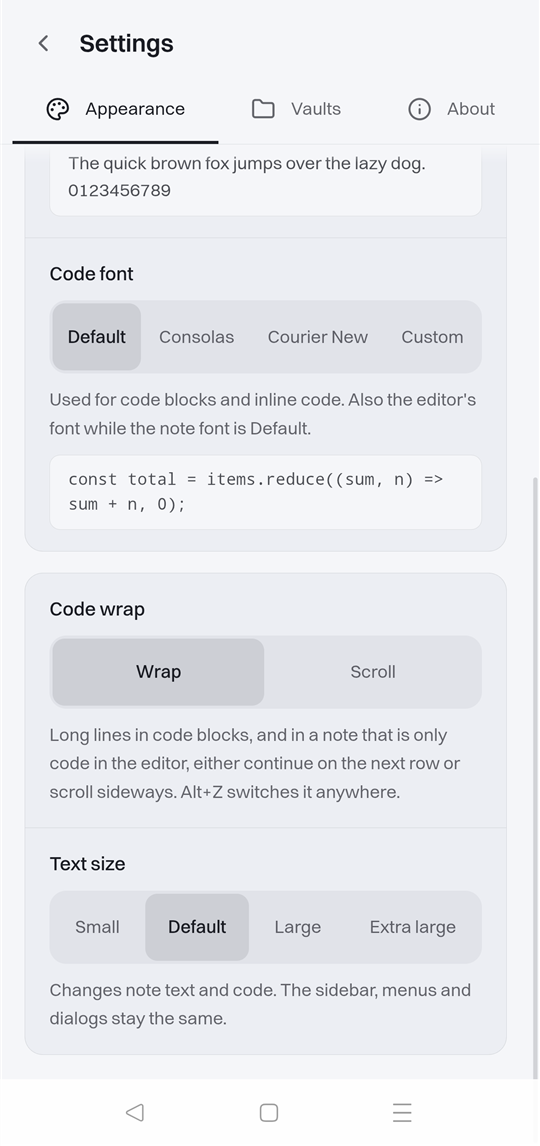 Settings
Appearance
Vaults
About
The quick brown fox jumps over the lazy dog.
0123456789
Code font
Default
Consolas
Courier New
Custom
Used for code blocks and inline code. Also the editor's
font while the note font is Default.
const total = items.reduce((sum, n) =>
sum + n, 0);
Code wrap
Wrap
Scroll
Long lines in code blocks, and in a note that is only
code in the editor, either continue on the next row or
scroll sideways. Alt+Z switches it anywhere.
Text size
Small
Default
Large
Extra large
Changes note text and code. The sidebar, menus and
dialogs stay the same.